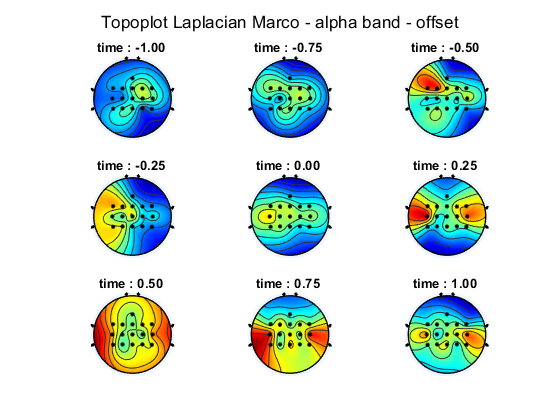 Topoplot Laplacian Marco - alpha band - offset
time : -1.00 time : -0.75 time : -0.50
time : -0.25 time : 0.00 time : 0.25
time : 0.50 time : 0.75 time : 1.00